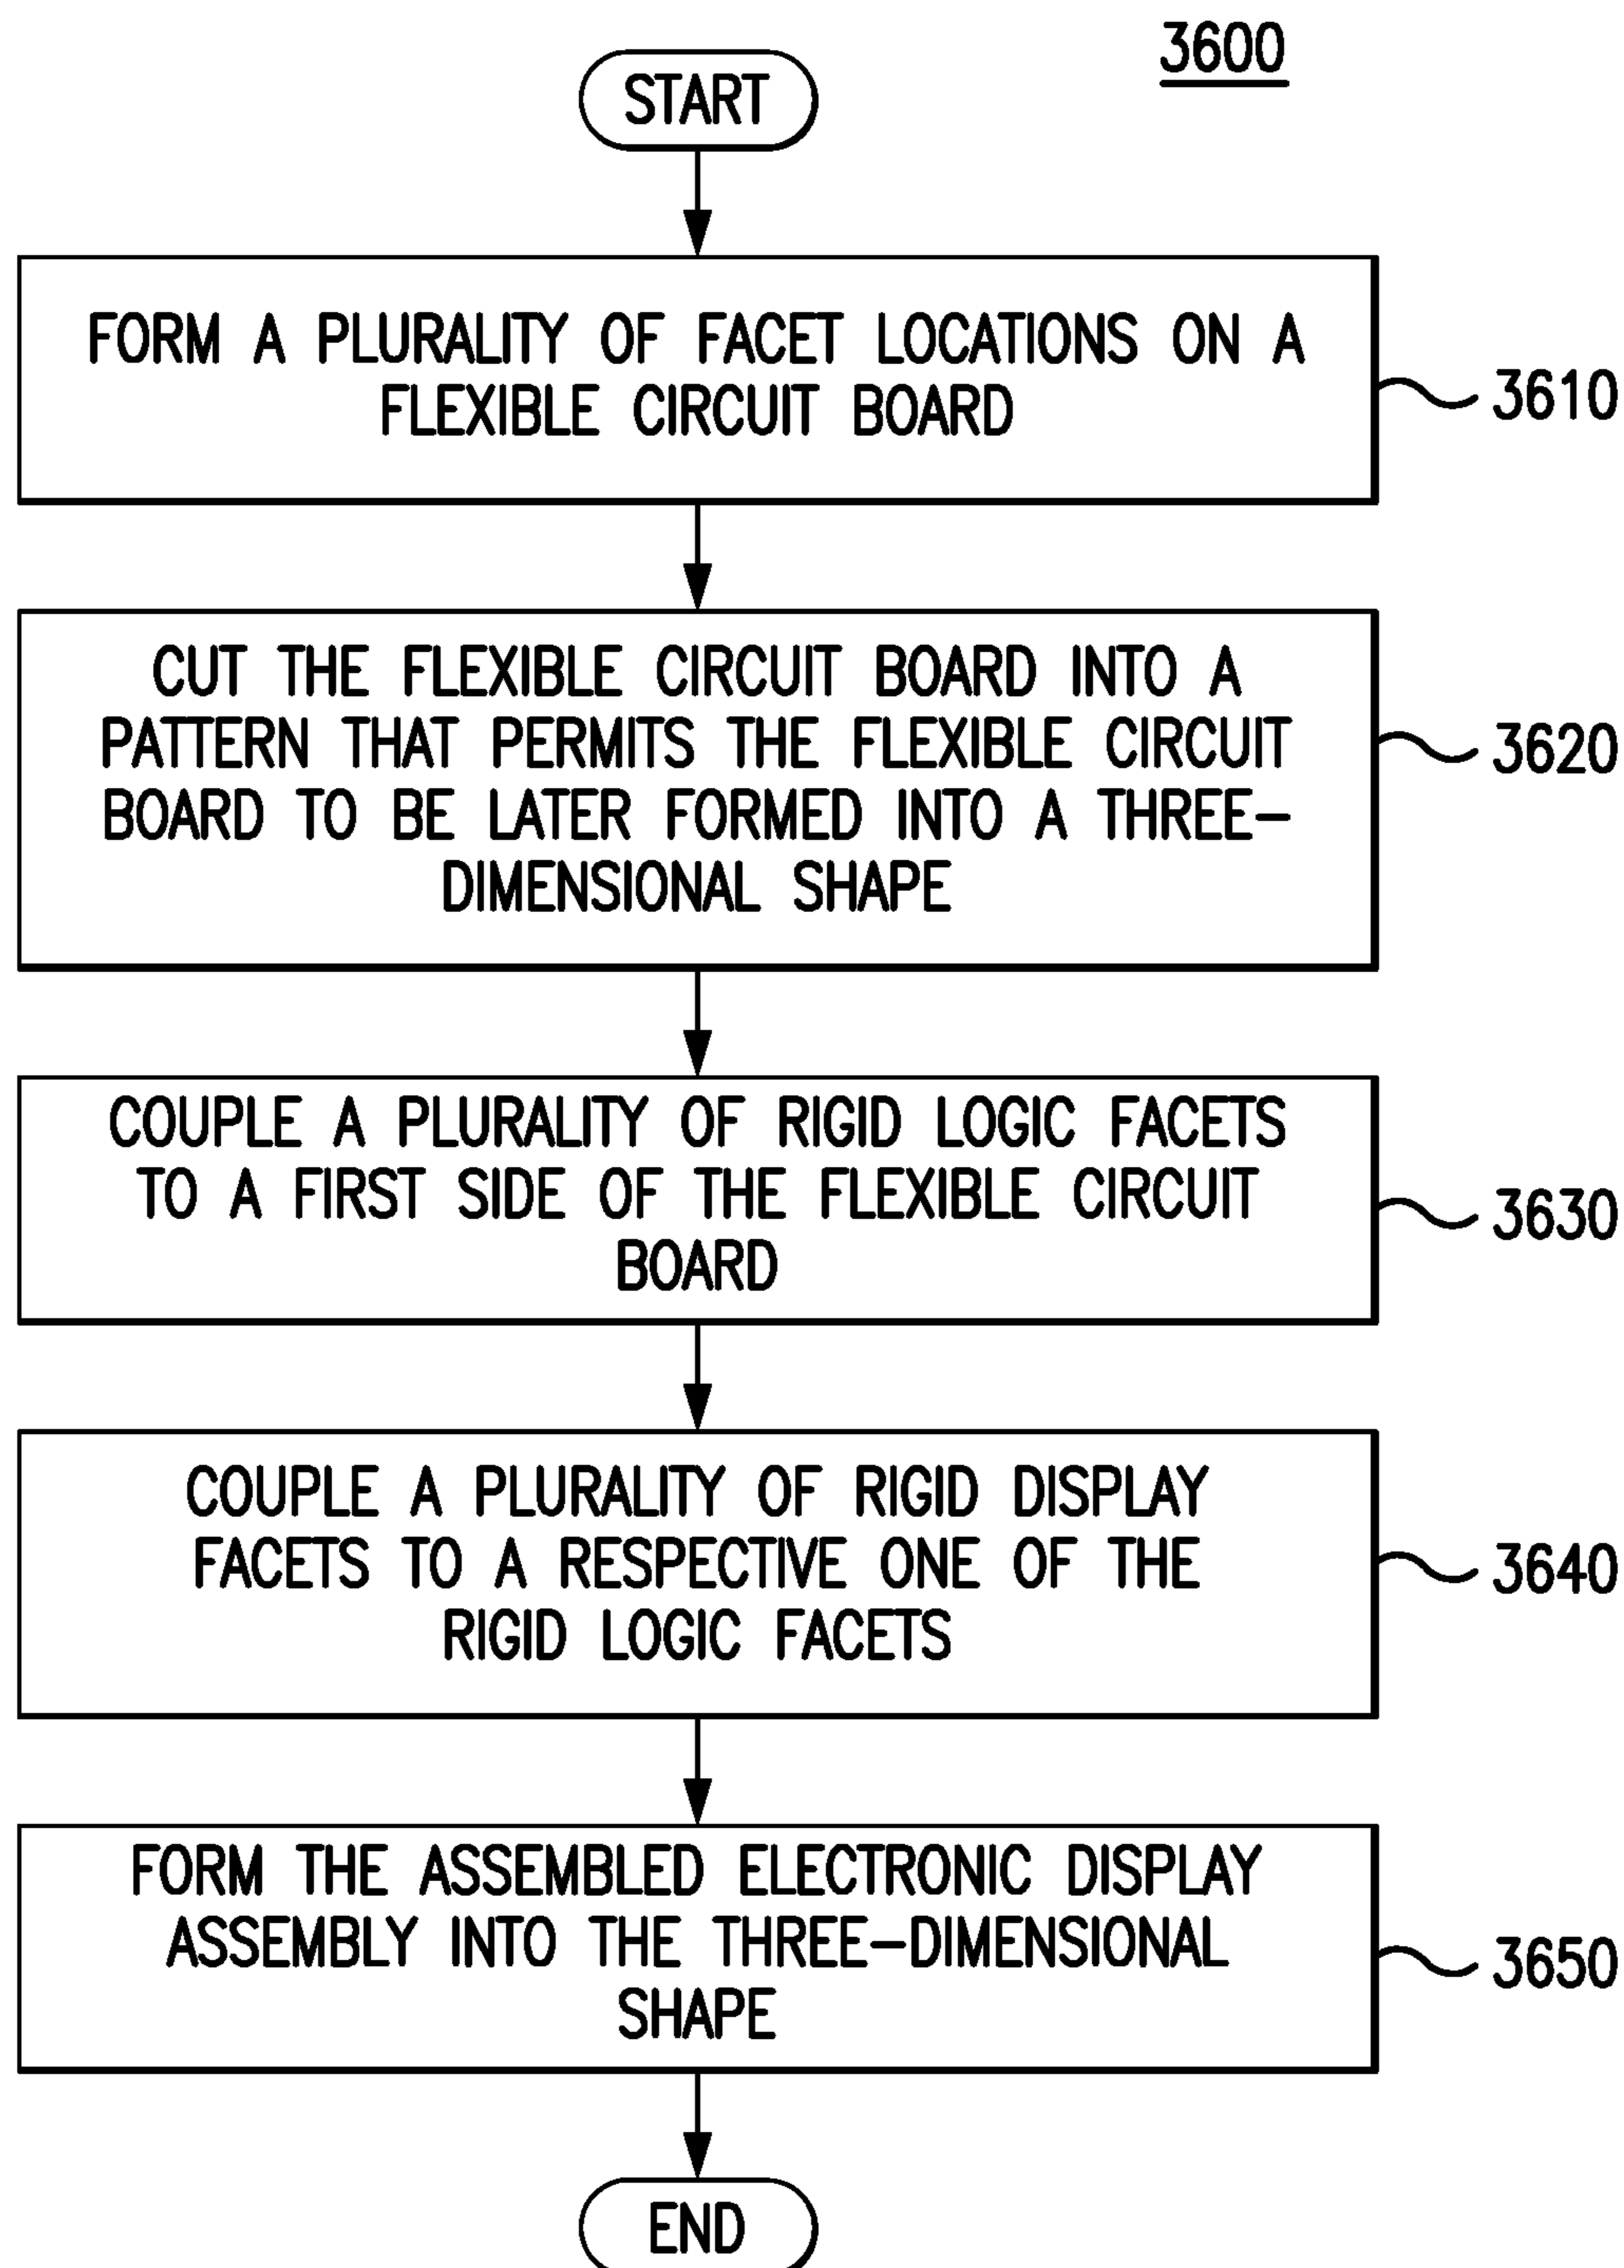 3600
START
FORM A PLURALITY OF FACET LOCATIONS ON A
FLEXIBLE CIRCUIT BOARD
3610
CUT THE FLEXIBLE CIRCUIT BOARD INTO A
PATTERN THAT PERMITS THE FLEXIBLE CIRCUIT
BOARD TO BE LATER FORMED INTO A THREE-
DIMENSIONAL SHAPE
3620
COUPLE A PLURALITY OF RIGID LOGIC FACETS
TO A FIRST SIDE OF THE FLEXIBLE CIRCUIT
BOARD
3630
COUPLE A PLURALITY OF RIGID DISPLAY
FACETS TO A RESPECTIVE ONE OF THE
RIGID LOGIC FACETS
3640
FORM THE ASSEMBLED ELECTRONIC DISPLAY
ASSEMBLY INTO THE THREE-DIMENSIONAL
SHAPE
3650
END